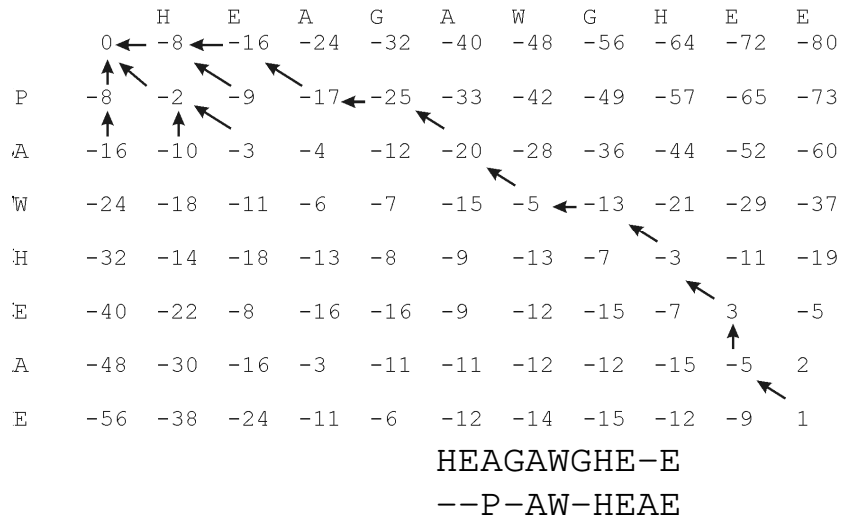 H E A G A W G H E E
0 -8 -16 -24 -32 -40 -48 -56 -64 -72 -80
P -8 -2 -9 -17 -25 -33 -42 -49 -57 -65 -73
A -16 -10 -3 -4 -12 -20 -28 -36 -44 -52 -60
W -24 -18 -11 -6 -7 -15 -5 -13 -21 -29 -37
H -32 -14 -18 -13 -8 -9 -13 -7 -3 -11 -19
E -40 -22 -8 -16 -16 -9 -12 -15 -7 3 -5
A -48 -30 -16 -3 -11 -11 -12 -12 -15 -5 2
E -56 -38 -24 -11 -6 -12 -14 -15 -12 -9 1
HEAGAWGHE-E
--P-AW-HEAE